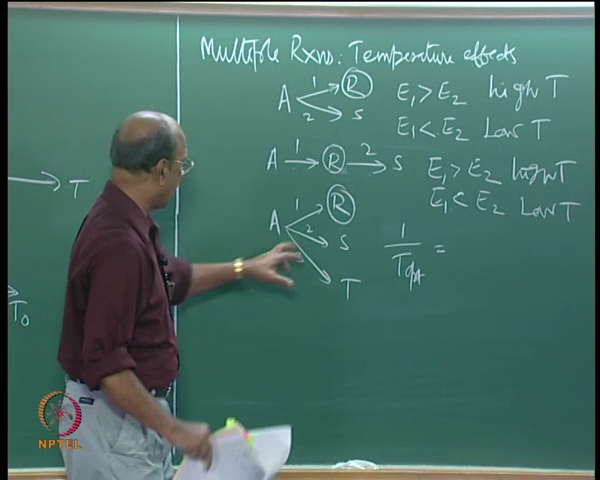 Multiple Rxns: Temperature effects
A 1 R E1 > E2 high T
2 S E1 < E2 Low T
A 1→ R 2→ S E1 > E2 high T
E1 < E2 Low T
A 1 R
2 S
T
1/Topt =
→ T
T0
NPTEL